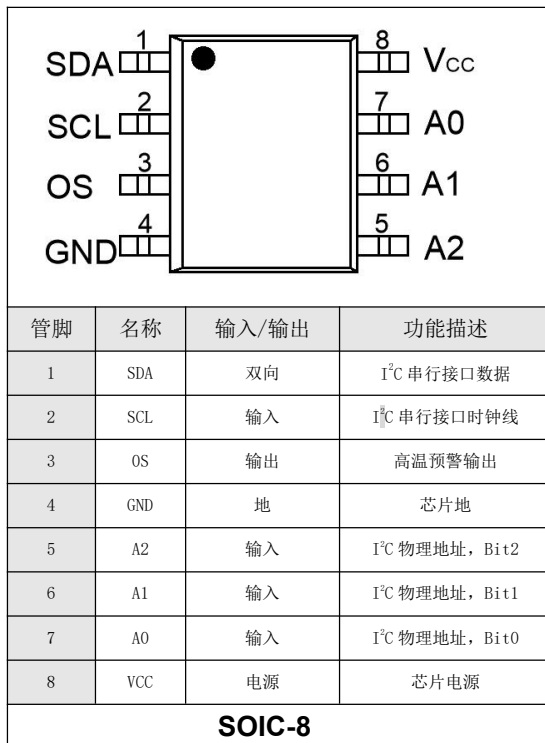 1 8
SDA Vcc
2 7
SCL A0
3 6
OS A1
4 5
GND A2
管脚 名称 输入/输出 功能描述
1 SDA 双向 I²C 串行接口数据
2 SCL 输入 I²C 串行接口时钟线
3 OS 输出 高温预警输出
4 GND 地 芯片地
5 A2 输入 I²C 物理地址，Bit2
6 A1 输入 I²C 物理地址，Bit1
7 A0 输入 I²C 物理地址，Bit0
8 VCC 电源 芯片电源
SOIC-8